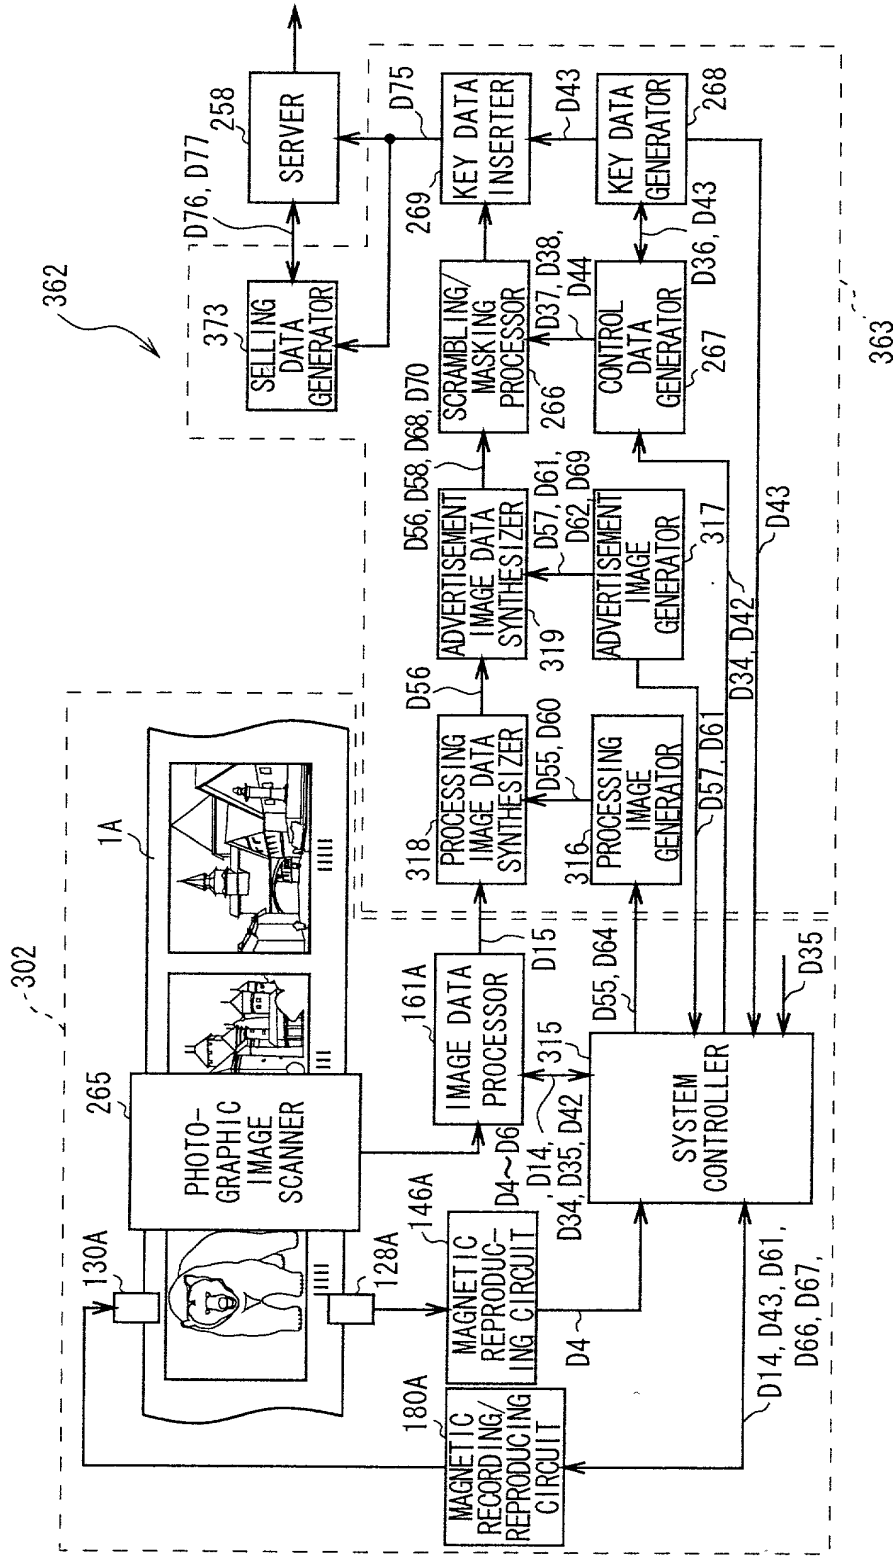 362
302
1A
265
PHOTO-
GRAPHIC
IMAGE
SCANNER
130A
128A
146A
MAGNETIC
REPRODUC-
ING CIRCUIT
180A
MAGNETIC
RECORDING/
REPRODUCING
CIRCUIT
161A
IMAGE DATA
PROCESSOR
D15
D4~D6
, D14,
D34, D35, D42
315
D4
SYSTEM
CONTROLLER
D14, D43, D61,
D66, D67,
D35
D55, D64
318
PROCESSING
IMAGE DATA
SYNTHESIZER
D56
D55, D60
316
PROCESSING
IMAGE
GENERATOR
D57, D61
D34, D42
D43
ADVERTISEMENT
IMAGE DATA
SYNTHESIZER
319
D56, D58, D68, D70
D57, D61,
D62, D69
ADVERTISEMENT
IMAGE
GENERATOR
317
SCRAMBLING/
MASKING
PROCESSOR
266
D37, D38,
D44
CONTROL
DATA
GENERATOR
267
D36, D43
269
KEY DATA
INSERTER
D75
D43
KEY DATA
GENERATOR
268
373
SELLING
DATA
GENERATOR
D76, D77
258
SERVER
363